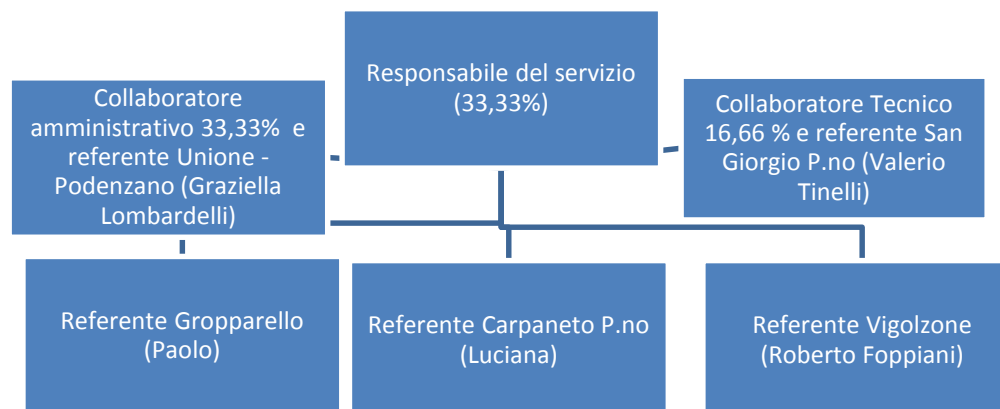 Responsabile del servizio
(33,33%)
Collaboratore
amministrativo 33,33% e
referente Unione -
Podenzano (Graziella
Lombardelli)
Collaboratore Tecnico
16,66 % e referente San
Giorgio P.no (Valerio
Tinelli)
Referente Gropparello
(Paolo)
Referente Carpaneto P.no
(Luciana)
Referente Vigolzone
(Roberto Foppiani)